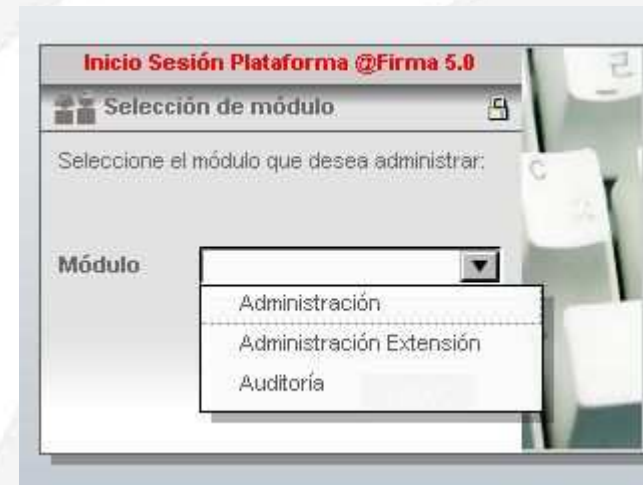 Inicio Sesión Plataforma @Firma 5.0
Selección de módulo
Seleccione el módulo que desea administrar:
Módulo
Administración
Administración Extensión
Auditoría
C